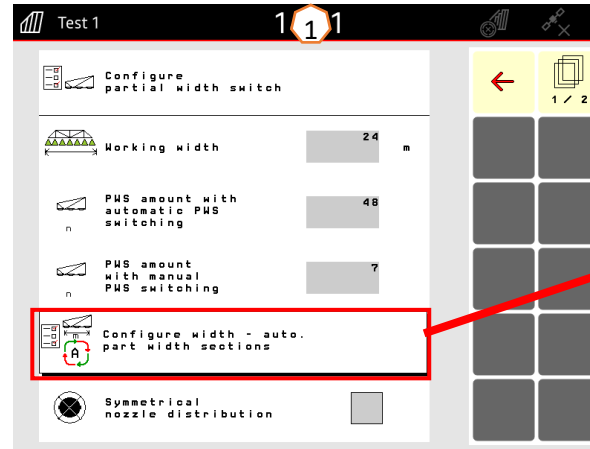 Test 1
1 1 1
Configure
partial width switch
1 / 2
Working width
24
m
PWS amount with
automatic PWS
switching
48
n
PWS amount
with manual
PWS switching
7
n
m
A
Configure width - auto.
part width sections
Symmetrical
nozzle distribution